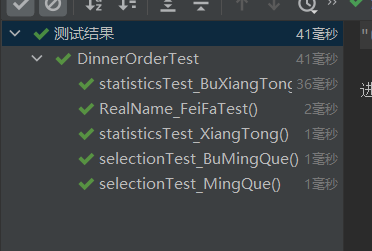 测试结果 41毫秒
DinnerOrderTest 41毫秒
statisticsTest_BuXiangTong 36毫秒
RealName_FeiFaTest() 2毫秒
statisticsTest_XiangTong() 1毫秒
selectionTest_BuMingQue() 1毫秒
selectionTest_MingQue() 1毫秒
进